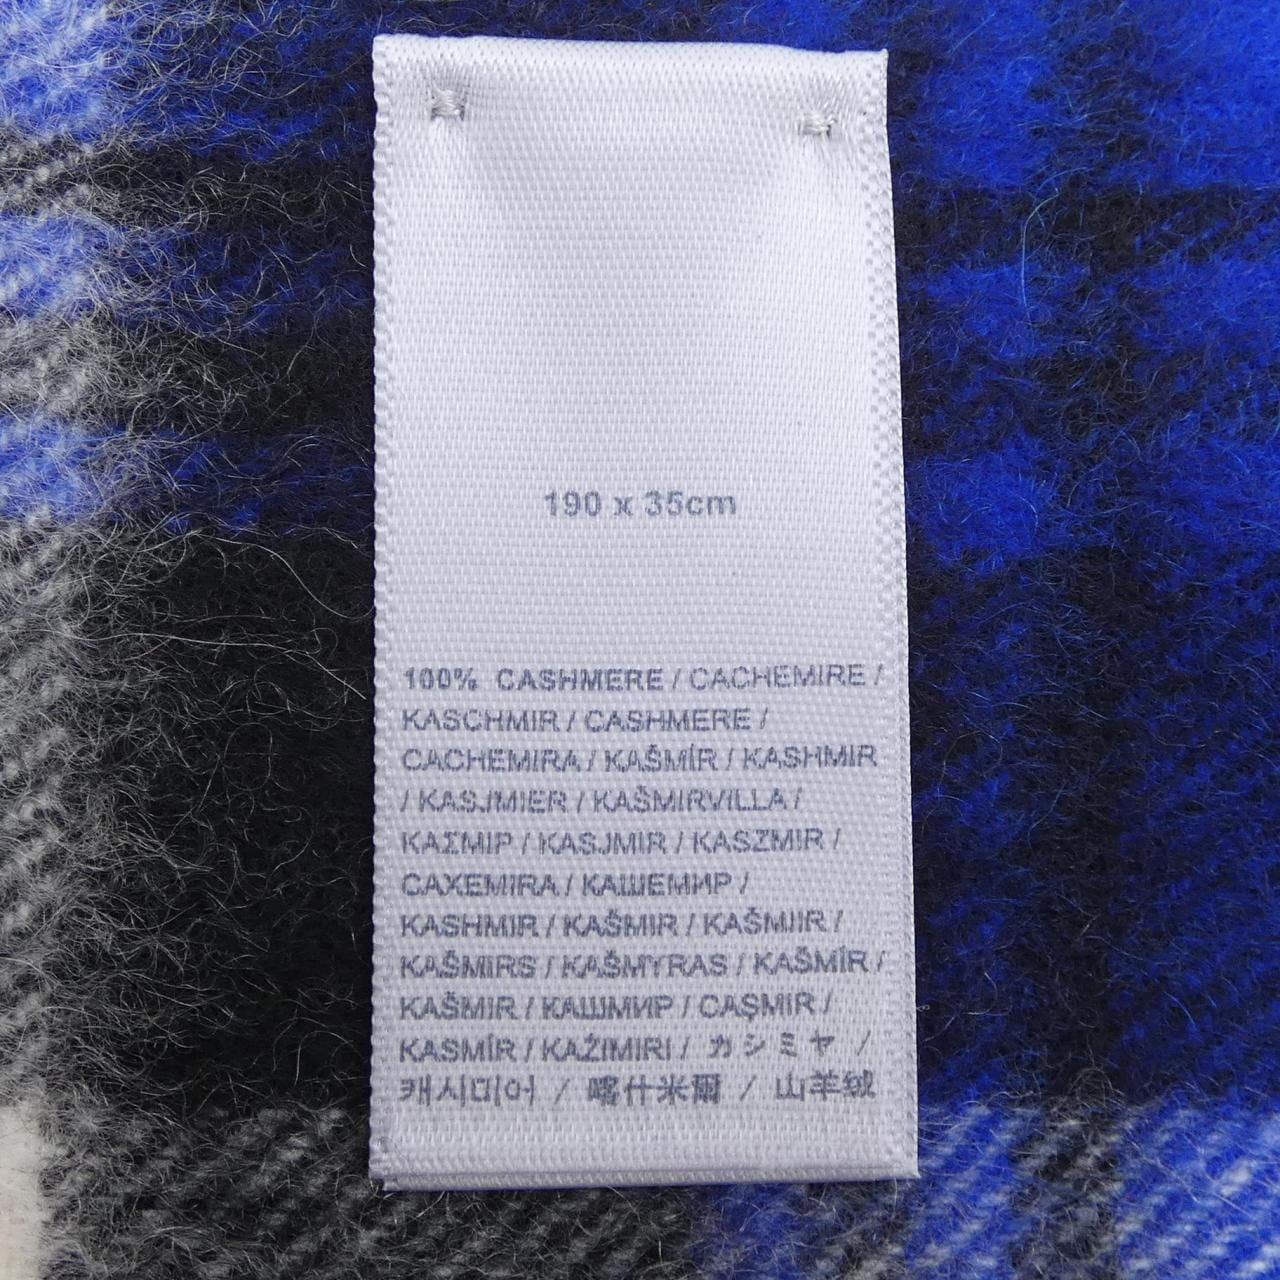 190 x 35cm
100% CASHMERE / CACHEMIRE /
KASCHMIR / CASHMERE /
CACHEMIRA / KAŠMÍR / KASHMIR
/ KASJMIER / KAŠMIRVILLA /
ΚΑΣΜΙΡ / KASJMIR / KASZMIR /
CAXEMIRA / КАШЕМИР /
KASHMIR / KAŠMIR / KAŠMIIR /
KAŠMIRS / KAŠMYRAS / KAŠMÍR /
KAŠMIR / КАШМИР / CAŞMIR /
KASMÍR / KAŻIMIRI / カシミヤ /
캐시미어 / 喀什米爾 / 山羊绒